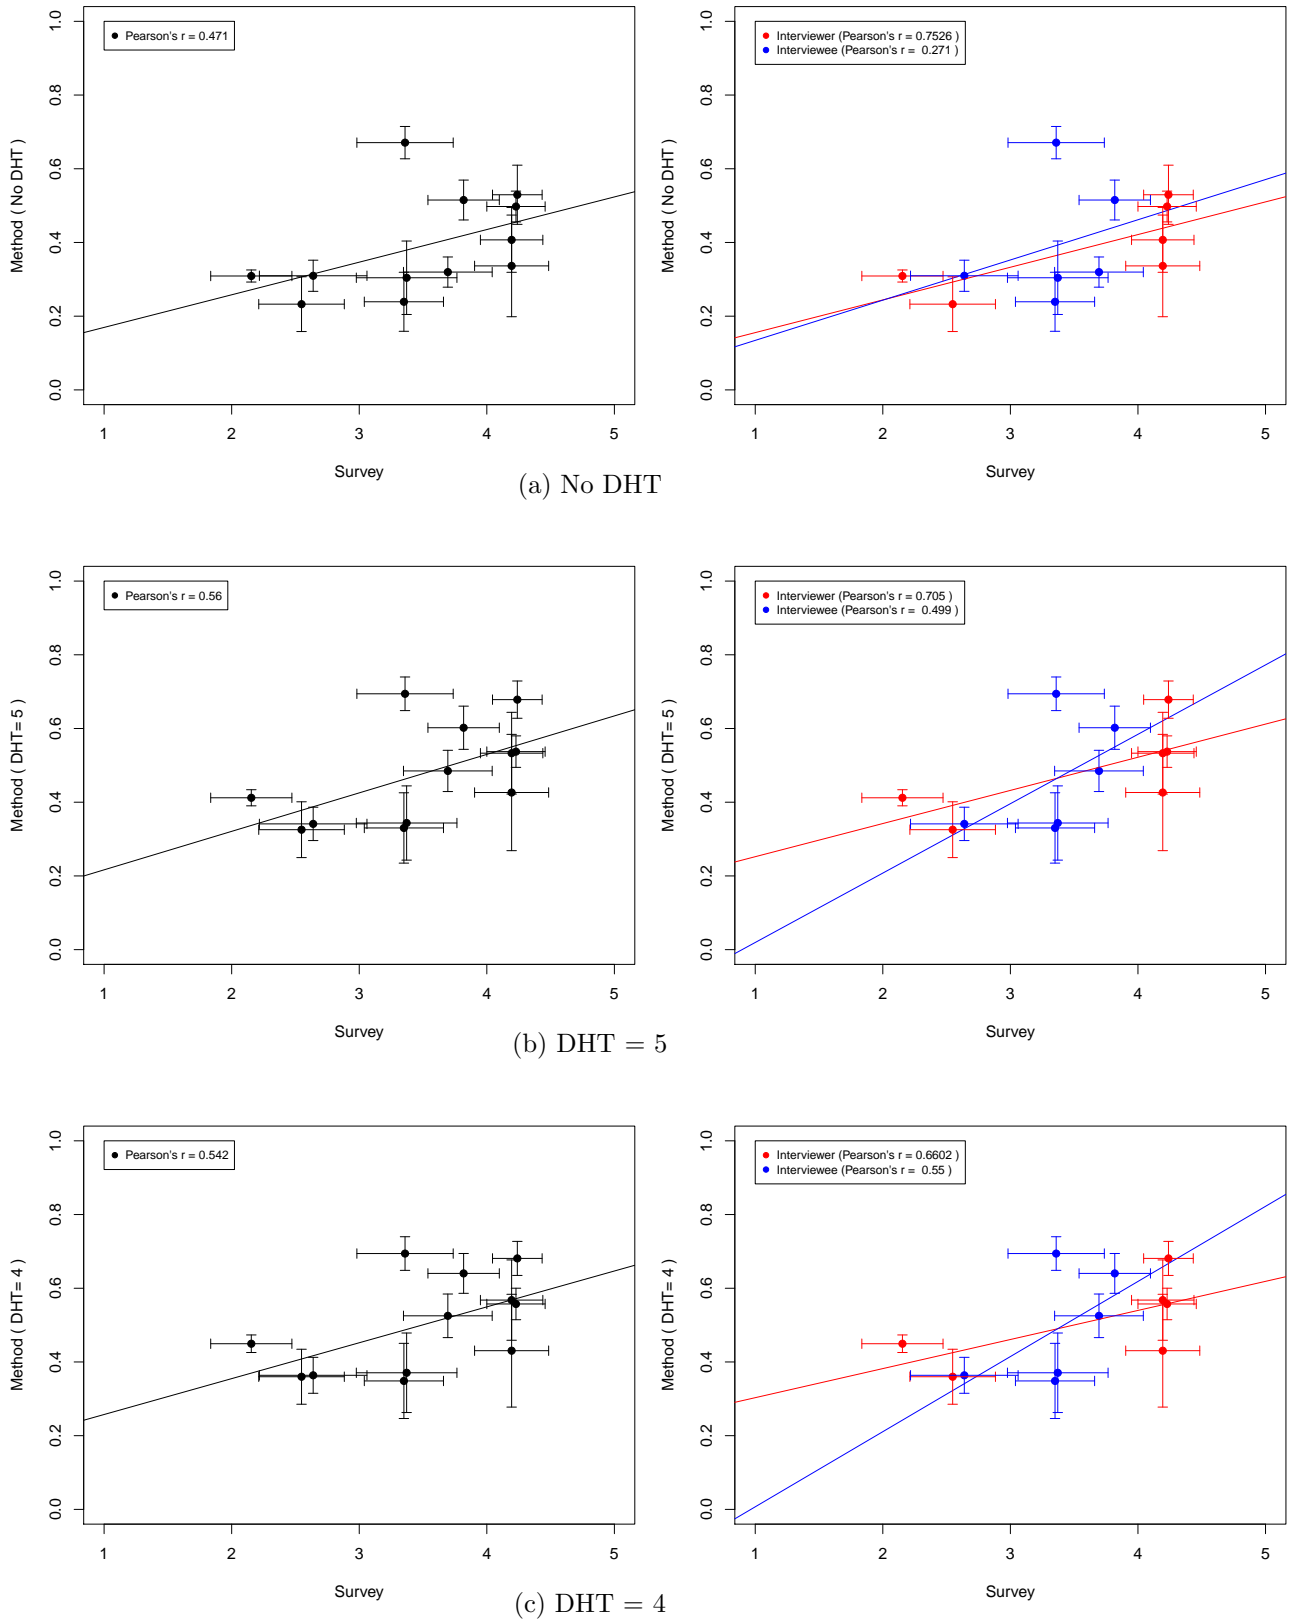 Pearson's r = 0.471
Method ( No DHT )
0.0 0.2 0.4 0.6 0.8 1.0
1 2 3 4 5
Survey
Interviewer (Pearson's r = 0.7526 )
Interviewee (Pearson's r =  0.271 )
Method ( No DHT )
0.0 0.2 0.4 0.6 0.8 1.0
1 2 3 4 5
Survey
(a) No DHT
Pearson's r = 0.56
Method ( DHT= 5 )
0.0 0.2 0.4 0.6 0.8 1.0
1 2 3 4 5
Survey
Interviewer (Pearson's r = 0.705 )
Interviewee (Pearson's r =  0.499 )
Method ( DHT= 5 )
0.0 0.2 0.4 0.6 0.8 1.0
1 2 3 4 5
Survey
(b) DHT = 5
Pearson's r = 0.542
Method ( DHT= 4 )
0.0 0.2 0.4 0.6 0.8 1.0
1 2 3 4 5
Survey
Interviewer (Pearson's r = 0.6602 )
Interviewee (Pearson's r =  0.55 )
Method ( DHT= 4 )
0.0 0.2 0.4 0.6 0.8 1.0
1 2 3 4 5
Survey
(c) DHT = 4